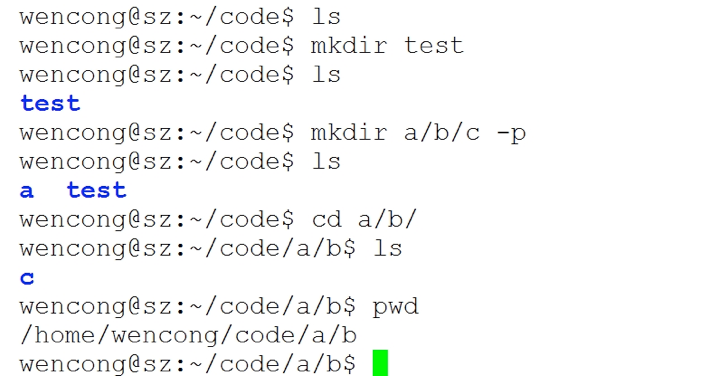 wencong@sz:~/code$ ls
wencong@sz:~/code$ mkdir test
wencong@sz:~/code$ ls
test
wencong@sz:~/code$ mkdir a/b/c -p
wencong@sz:~/code$ ls
a  test
wencong@sz:~/code$ cd a/b/
wencong@sz:~/code/a/b$ ls
c
wencong@sz:~/code/a/b$ pwd
/home/wencong/code/a/b
wencong@sz:~/code/a/b$